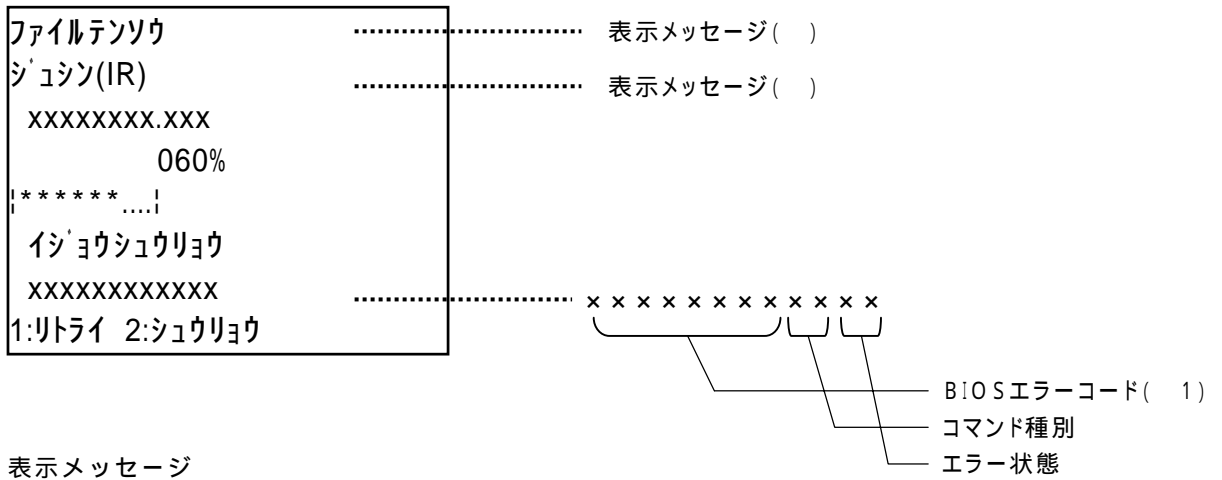 ファイルテンソウ 表示メッセージ(　)
ジュシン(IR) 表示メッセージ(　)
xxxxxxxx.xxx
060%
¦******....¦
イジョウシュウリョウ
xxxxxxxxxxxx ××××××××××××
1:リトライ 2:シュウリョウ
BIOSエラーコード(　1)
コマンド種別
エラー状態
表示メッセージ